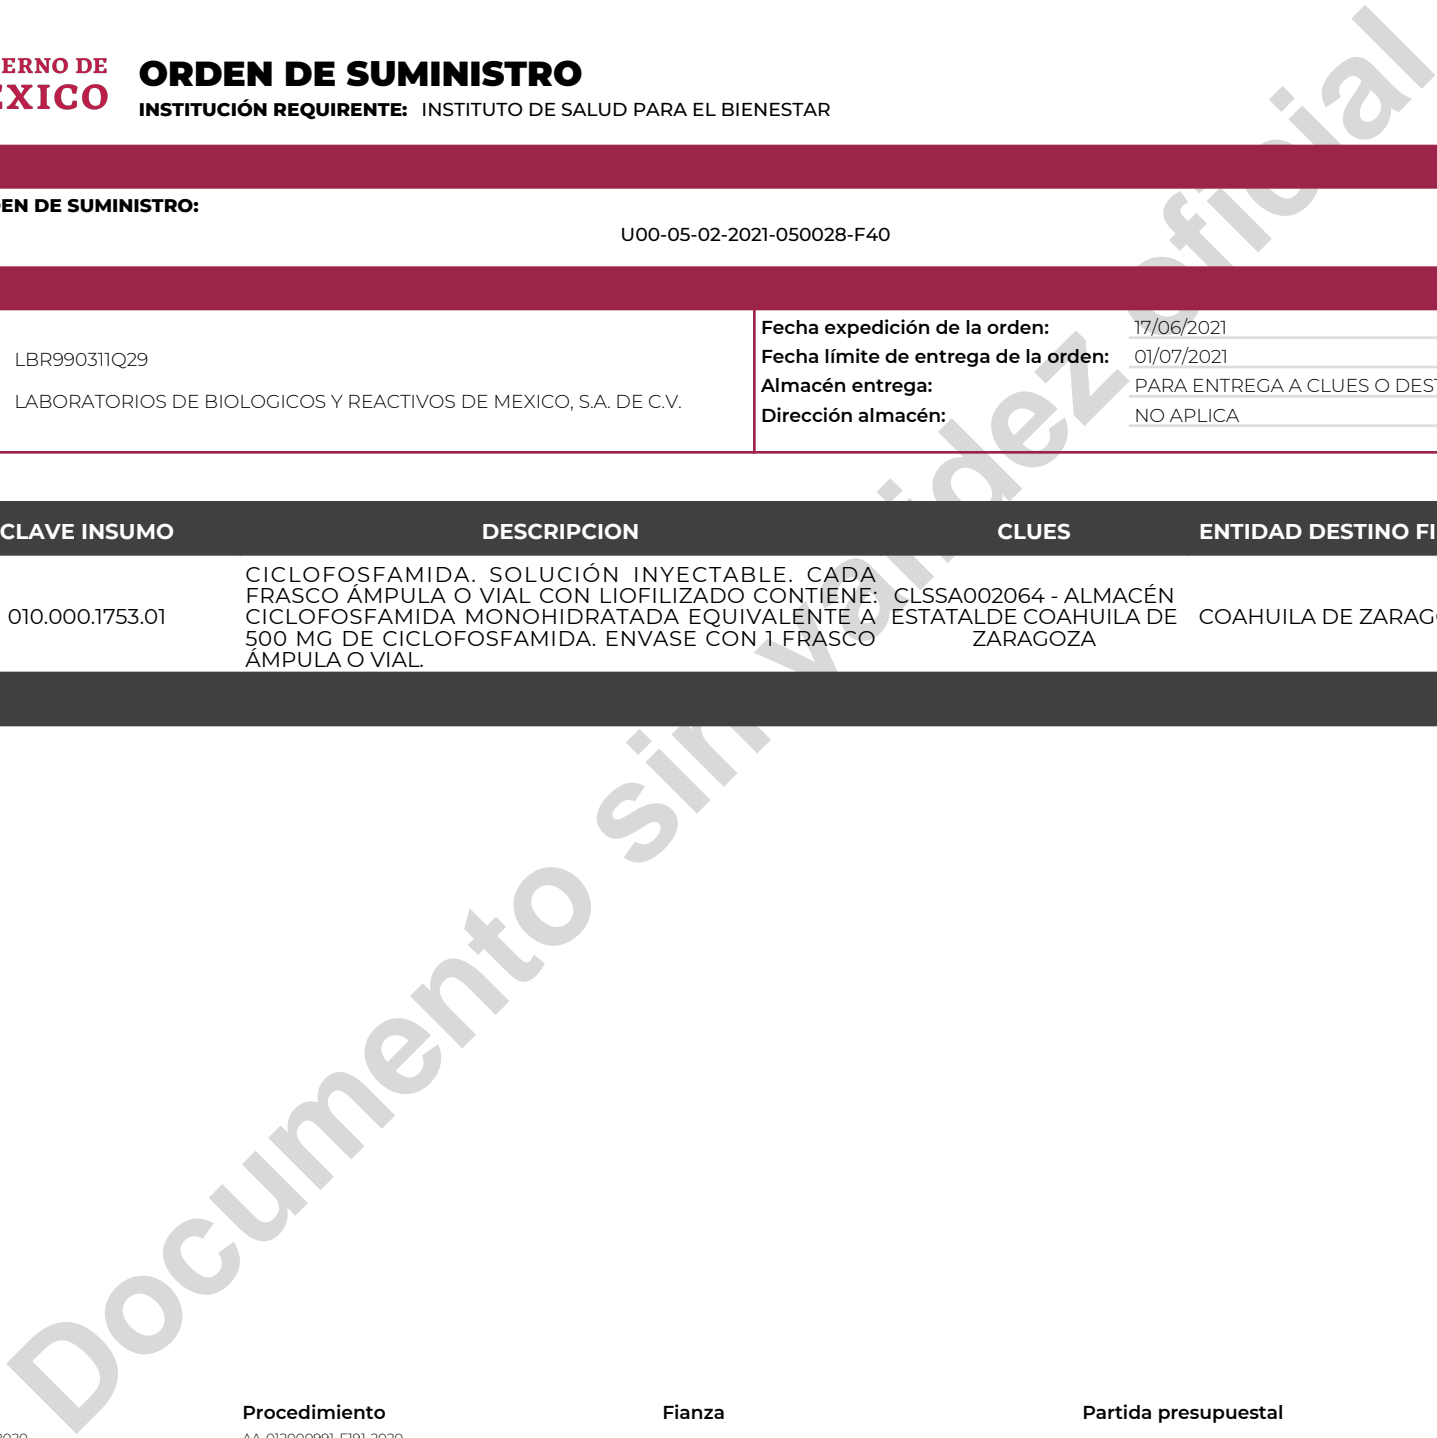 ERNO DE
EXICO
ORDEN DE SUMINISTRO
INSTITUCIÓN REQUIRENTE: INSTITUTO DE SALUD PARA EL BIENESTAR
EN DE SUMINISTRO:
U00-05-02-2021-050028-F40
LBR990311Q29
LABORATORIOS DE BIOLOGICOS Y REACTIVOS DE MEXICO, S.A. DE C.V.
Fecha expedición de la orden: 17/06/2021
Fecha límite de entrega de la orden: 01/07/2021
Almacén entrega: PARA ENTREGA A CLUES O DEST
Dirección almacén: NO APLICA
CLAVE INSUMO DESCRIPCION CLUES ENTIDAD DESTINO FI
010.000.1753.01
CICLOFOSFAMIDA. SOLUCIÓN INYECTABLE. CADA
FRASCO ÁMPULA O VIAL CON LIOFILIZADO CONTIENE:
CICLOFOSFAMIDA MONOHIDRATADA EQUIVALENTE A
500 MG DE CICLOFOSFAMIDA. ENVASE CON 1 FRASCO
ÁMPULA O VIAL.
CLSSA002064 - ALMACÉN
ESTATALDE COAHUILA DE
ZARAGOZA
COAHUILA DE ZARAG
Documento sin validez oficial
Procedimiento Fianza Partida presupuestal